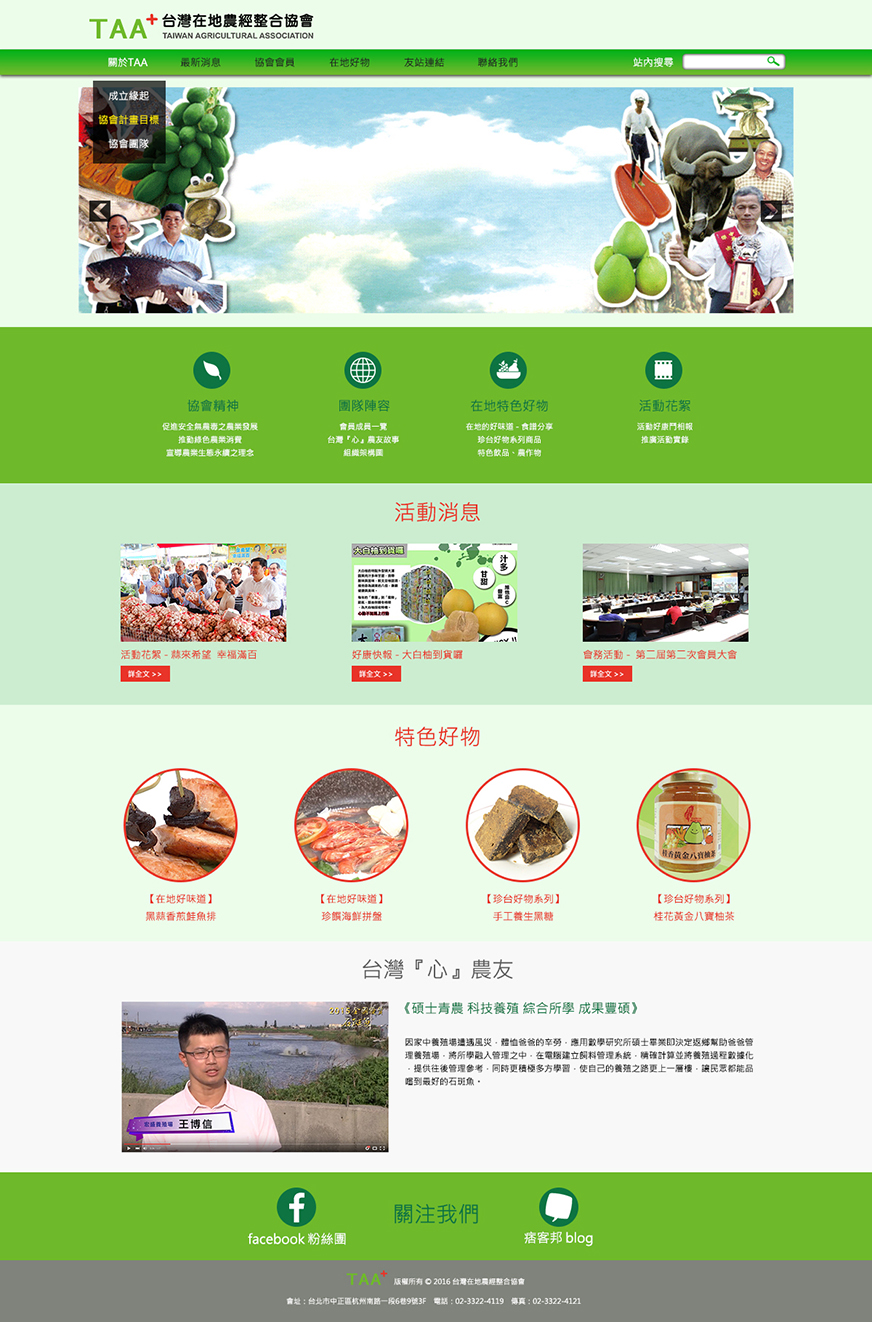 TAA+ 台灣在地農經整合協會
TAIWAN AGRICULTURAL ASSOCIATION
關於TAA 最新消息 協會會員 在地好物 友站連結 聯絡我們 站內搜尋
成立緣起
協會計畫目標
協會團隊
協會精神
促進安全無農毒之農業發展
推動綠色農業消費
宣導農業生態永續之理念
團隊陣容
會員成員一覽
台灣『心』農友故事
組織架構圖
在地特色好物
在地的好味道 - 食譜分享
珍台好物系列商品
特色飲品、農作物
活動花絮
活動好康鬥相報
推廣活動實錄
活動消息
大白柚到貨囉
汁多
甘甜
活動花絮 - 蒜來希望 幸福滿百
詳全文 >>
好康快報 - 大白柚到貨囉
詳全文 >>
會務活動 - 第二屆第二次會員大會
詳全文 >>
特色好物
桂香黃金八寶柚茶
【在地好味道】
黑蒜香煎鮭魚排
【在地好味道】
珍饌海鮮拼盤
【珍台好物系列】
手工養生黑糖
【珍台好物系列】
桂花黃金八寶柚茶
台灣『心』農友
王博信
《碩士青農 科技養殖 綜合所學 成果豐碩》
因家中養殖場遭遇風災，體恤爸爸的辛勞，應用數學研究所碩士畢業即決定返鄉幫助爸爸管
理養殖場，將所學融入管理之中，在電腦建立飼料管理系統，精確計算並將養殖過程數據化
，提供往後管理參考，同時更積極多方學習，使自己的養殖之路更上一層樓，讓民眾都能品
嚐到最好的石斑魚。
關注我們
facebook 粉絲團
痞客邦 blog
TAA+ 版權所有 © 2016 台灣在地農經整合協會
會址：台北市中正區杭州南路一段6巷9號3F 電話：02-3322-4119 傳真：02-3322-4121